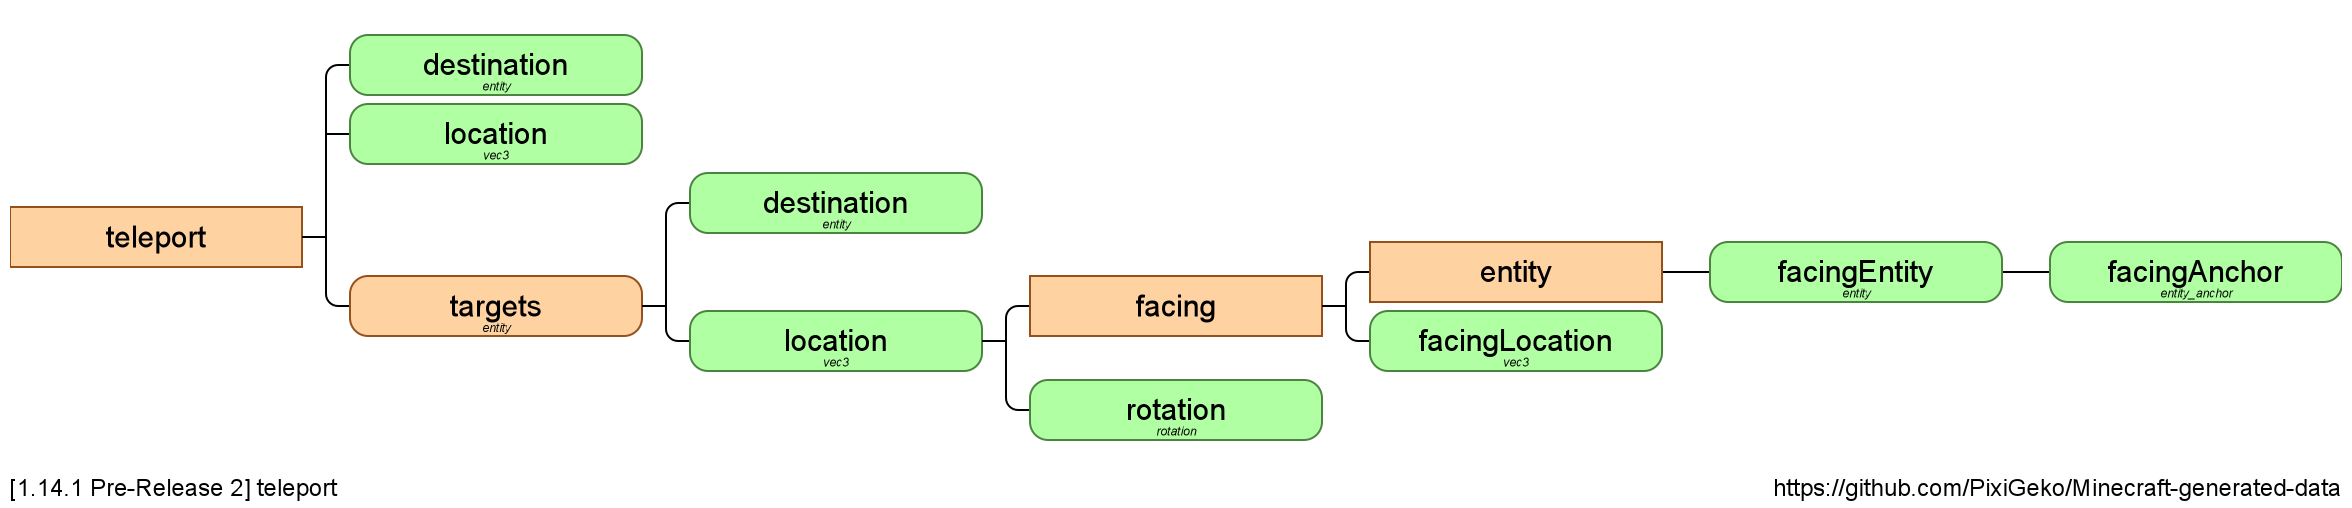 destination
entity
location
vec3
destination
entity
teleport
entity
facingEntity
entity
facingAnchor
entity_anchor
targets
entity
facing
location
vec3
facingLocation
vec3
rotation
rotation
[1.14.1 Pre-Release 2] teleport
https://github.com/PixiGeko/Minecraft-generated-data